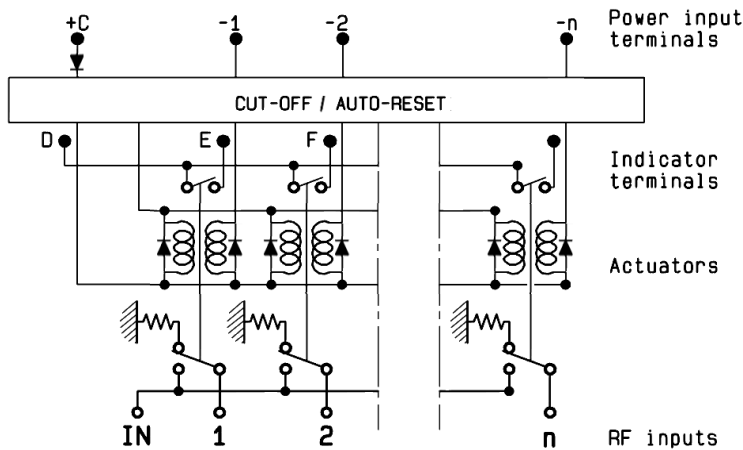 +C -1 -2 -n Power input
terminals
CUT-OFF / AUTO-RESET
D E F
Indicator
terminals
Actuators
IN 1 2 n RF inputs